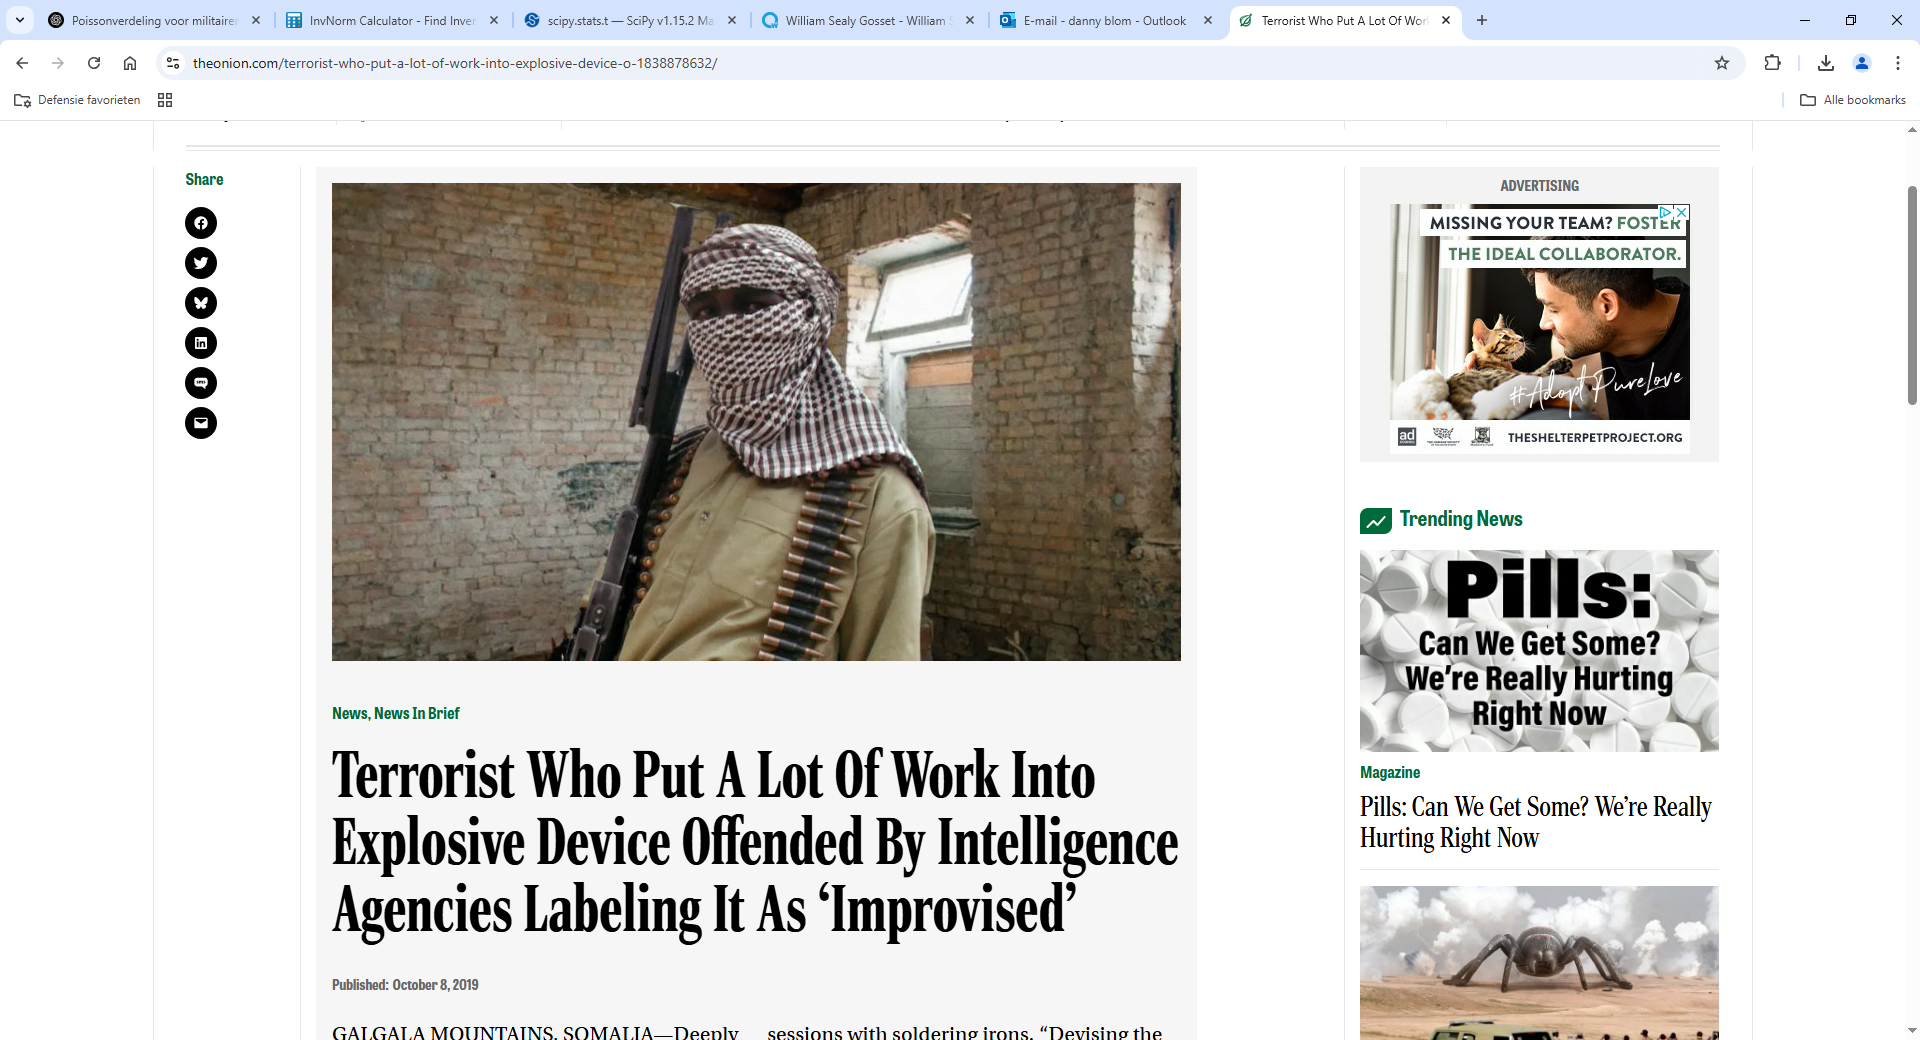 Poissonverdeling voor militairen
InvNorm Calculator - Find Inver
scipy.stats.t — SciPy v1.15.2 Ma
William Sealy Gosset - William S
E-mail - danny blom - Outlook
Terrorist Who Put A Lot Of Wor
theonion.com/terrorist-who-put-a-lot-of-work-into-explosive-device-o-1838878632/
Defensie favorieten
Alle bookmarks
Share
ADVERTISING
MISSING YOUR TEAM? FOSTER
THE IDEAL COLLABORATOR.
#AdoptPureLove
ad
THESHELTERPETPROJECT.ORG
Trending News
Pills:
Can We Get Some?
We’re Really Hurting
Right Now
Magazine
Pills: Can We Get Some? We’re Really
Hurting Right Now
News, News In Brief
Terrorist Who Put A Lot Of Work Into
Explosive Device Offended By Intelligence
Agencies Labeling It As ‘Improvised’
Published: October 8, 2019
GALGALA MOUNTAINS, SOMALIA—Deeply
sessions with soldering irons. “Devising the